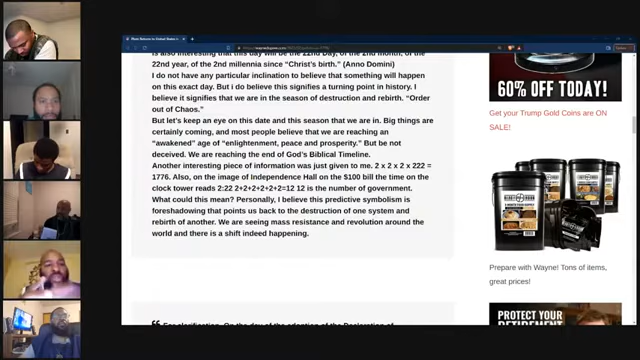 is also interesting that this day will be the 22nd Day, of the 2nd month, of the
22nd year, of the 2nd millennia since “Christ’s birth.” (Anno Domini)
I do not have any particular inclination to believe that something will happen
on this exact day. But i do believe this signifies a turning point in history. I
believe it signifies that we are in the season of destruction and rebirth. “Order
out of Chaos.”
But let’s keep an eye on this date and this season that we are in. Big things are
certainly coming, and most people believe that we are reaching an
“awakened” age of “enlightenment, peace and prosperity.” But be not
deceived. We are reaching the end of God’s Biblical Timeline.
Another interesting piece of information was just given to me. 2 x 2 x 2 x 222 =
1776. Also, on the image of Independence Hall on the $100 bill the time on the
clock tower reads 2:22 2+2+2+2+2+2=12 12 is the number of government.
What could this mean? Personally, I believe this predictive symbolism is
foreshadowing that points us back to the destruction of one system and
rebirth of another. We are seeing mass resistance and revolution around the
world and there is a shift indeed happening.
“ For clarification. On the day of the adoption of the Declaration of
60% OFF TODAY!
Get your Trump Gold Coins are ON
SALE!
Prepare with Wayne! Tons of items,
great prices!
PROTECT YOUR
RETIREMENT